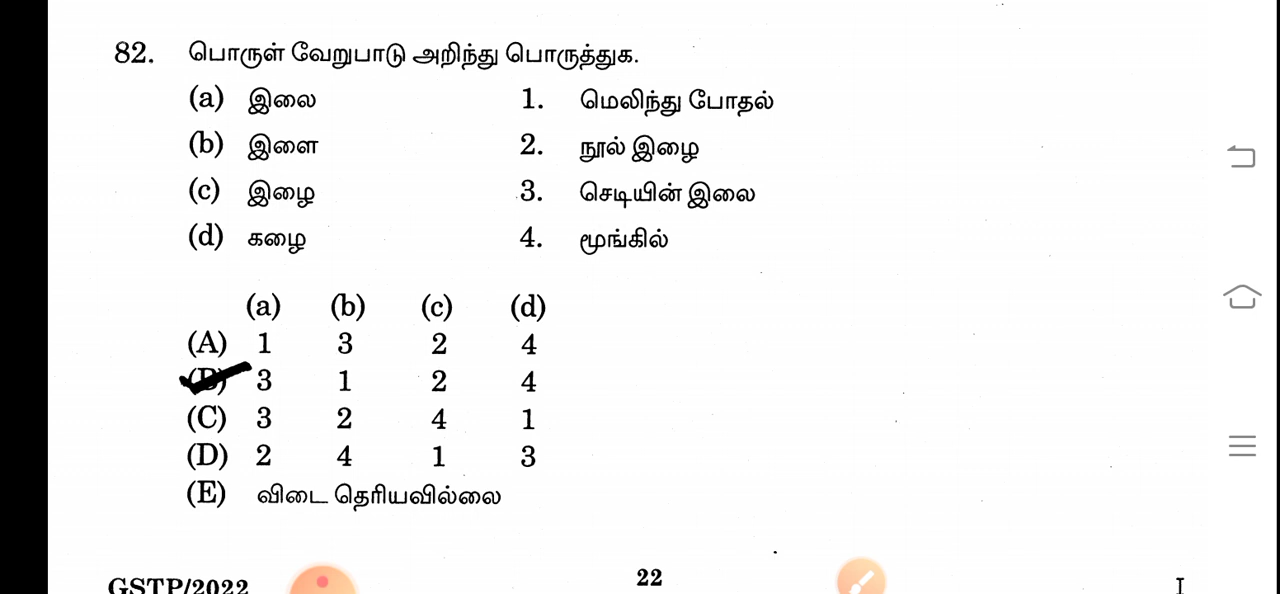 82. பொருள் வேறுபாடு அறிந்து பொருத்துக.
(a) இலை 1. மெலிந்து போதல்
(b) இளை 2. நூல் இழை
(c) இழை 3. செடியின் இலை
(d) கழை 4. மூங்கில்
(a) (b) (c) (d)
(A) 1 3 2 4
(B) 3 1 2 4
(C) 3 2 4 1
(D) 2 4 1 3
(E) விடை தெரியவில்லை
GSTP/2022 22 I